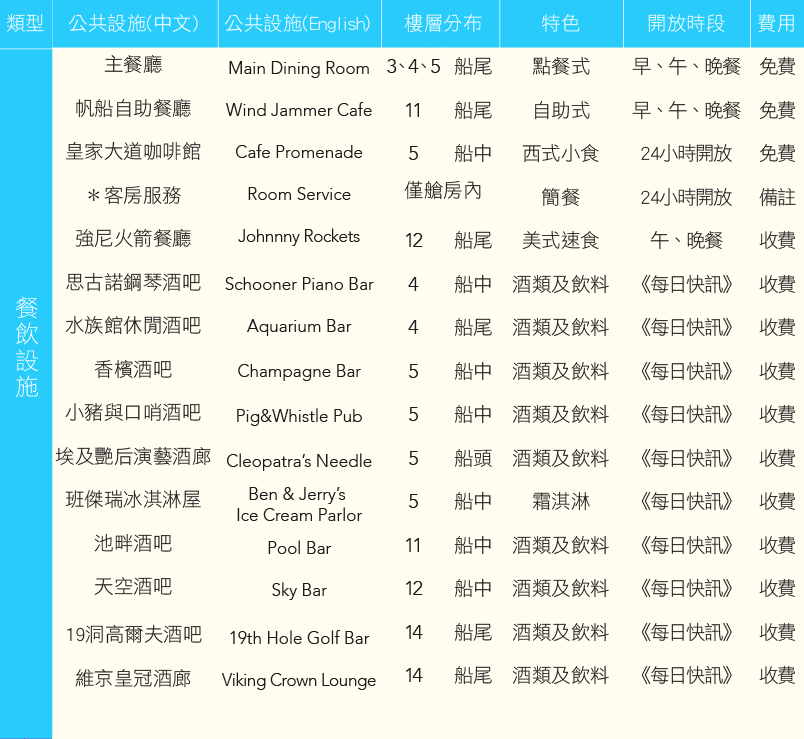 類型 公共設施(中文) 公共設施(English) 樓層分布 特色 開放時段 費用
餐飲設施
主餐廳 Main Dining Room 3、4、5 船尾 點餐式 早、午、晚餐 免費
帆船自助餐廳 Wind Jammer Cafe 11 船尾 自助式 早、午、晚餐 免費
皇家大道咖啡館 Cafe Promenade 5 船中 西式小食 24小時開放 免費
＊客房服務 Room Service 僅艙房內 簡餐 24小時開放 備註
強尼火箭餐廳 Johnnny Rockets 12 船尾 美式速食 午、晚餐 收費
思古諾鋼琴酒吧 Schooner Piano Bar 4 船中 酒類及飲料 《每日快訊》 收費
水族館休閒酒吧 Aquarium Bar 4 船尾 酒類及飲料 《每日快訊》 收費
香檳酒吧 Champagne Bar 5 船中 酒類及飲料 《每日快訊》 收費
小豬與口哨酒吧 Pig&Whistle Pub 5 船中 酒類及飲料 《每日快訊》 收費
埃及艷后演藝酒廊 Cleopatra's Needle 5 船頭 酒類及飲料 《每日快訊》 收費
班傑瑞冰淇淋屋 Ben & Jerry's
Ice Cream Parlor 5 船中 霜淇淋 《每日快訊》 收費
池畔酒吧 Pool Bar 11 船中 酒類及飲料 《每日快訊》 收費
天空酒吧 Sky Bar 12 船中 酒類及飲料 《每日快訊》 收費
19洞高爾夫酒吧 19th Hole Golf Bar 14 船尾 酒類及飲料 《每日快訊》 收費
維京皇冠酒廊 Viking Crown Lounge 14 船尾 酒類及飲料 《每日快訊》 收費